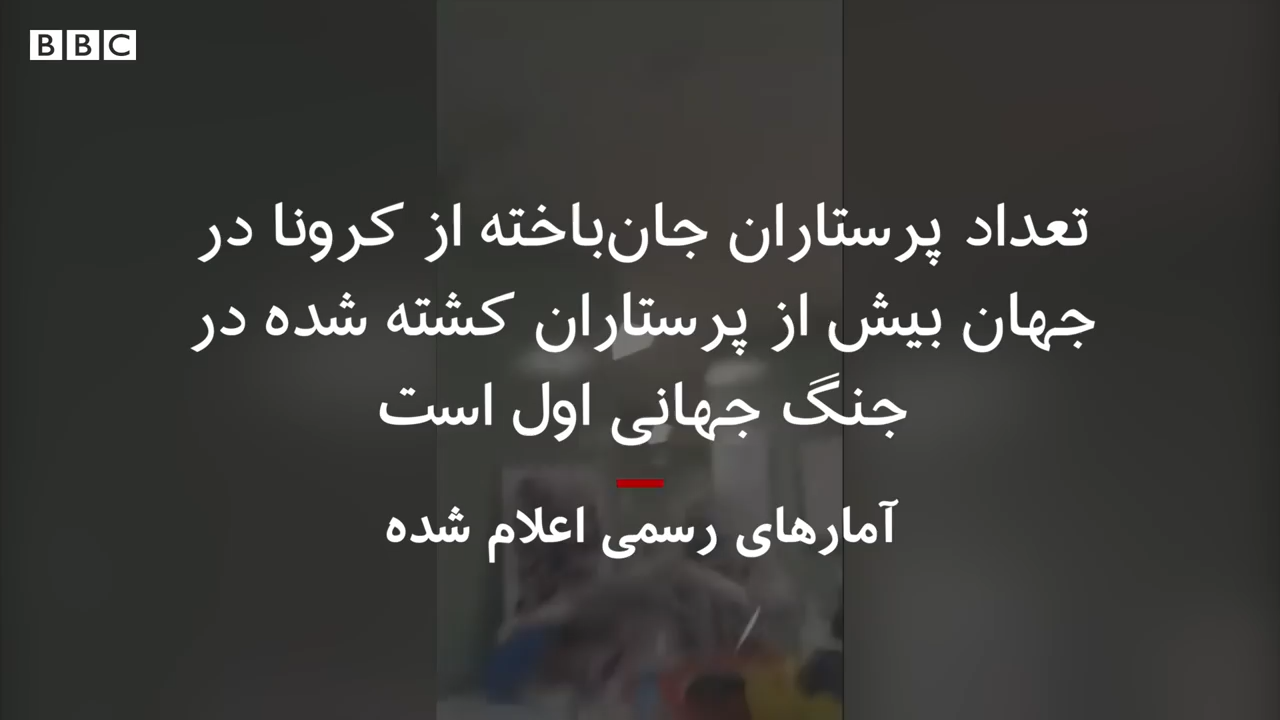 BBC
تعداد پرستاران جان‌باخته از کرونا در
جهان بیش از پرستاران کشته شده در
جنگ جهانی اول است
آمارهای رسمی اعلام شده